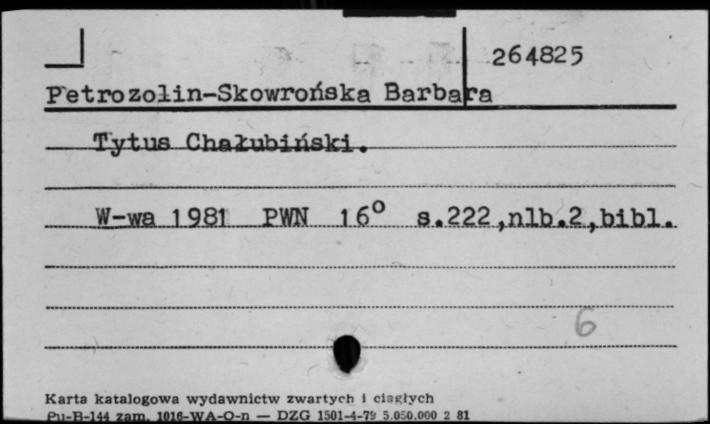 264825
Petrozolin-Skowrońska Barbara
Tytus Chałubiński.
W-wa 1981 PWN 16° s.222,nlb.2,bibl.
6
Karta katalogowa wydawnictw zwartych i ciągłych
Pu-B-144 zam. 1016-WA-O-n — DZG 1501-4-79 5.050.000 2 81